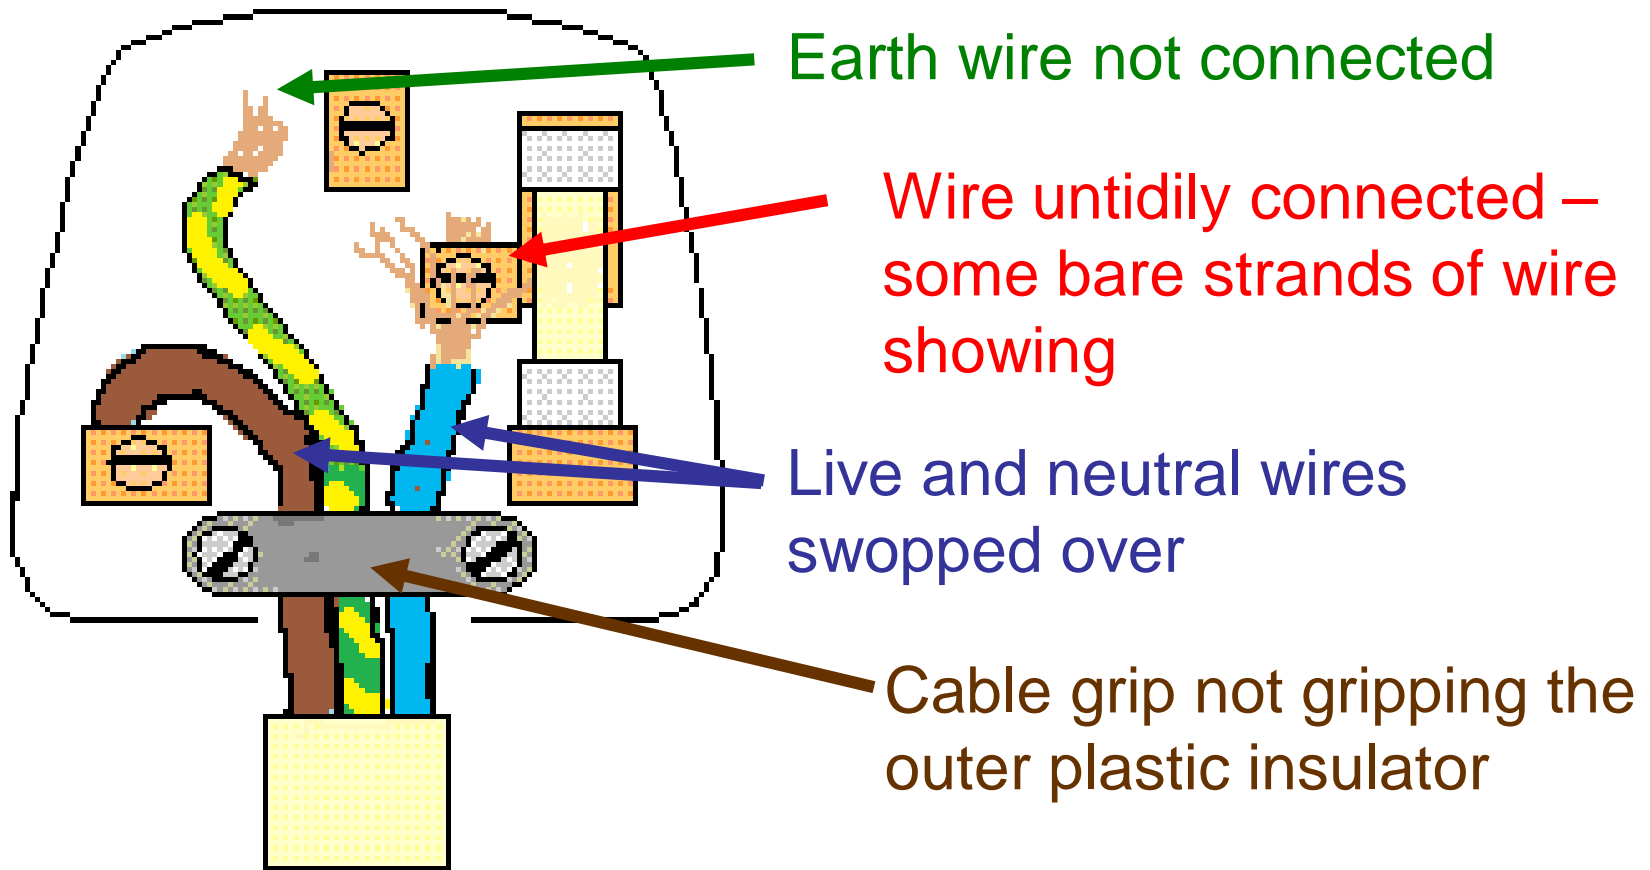 Earth wire not connected
Wire untidily connected –
some bare strands of wire
showing
Live and neutral wires
swopped over
Cable grip not gripping the
outer plastic insulator